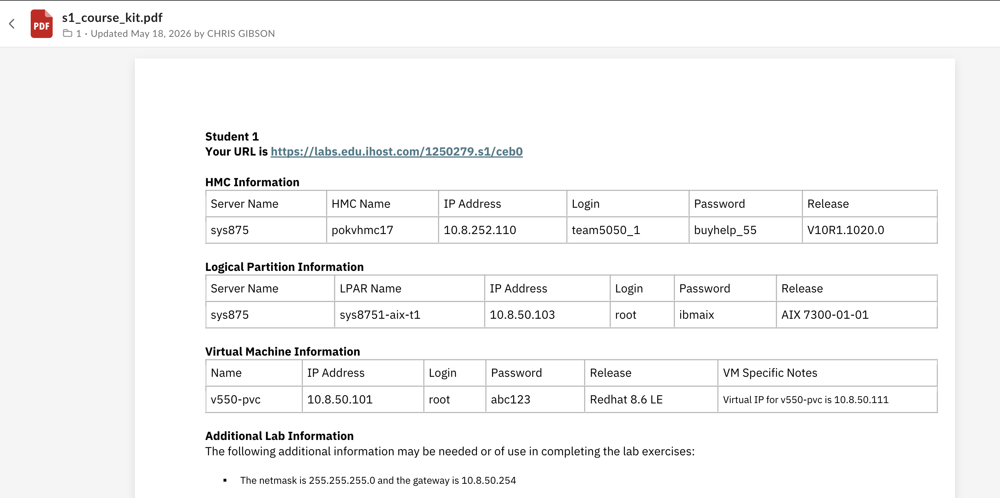 PDF
s1_course_kit.pdf
1 · Updated May 18, 2026 by CHRIS GIBSON
Student 1
Your URL is https://labs.edu.ihost.com/1250279.s1/ceb0
HMC Information
Server Name HMC Name IP Address Login Password Release
sys875 pokvhmc17 10.8.252.110 team5050_1 buyhelp_55 V10R1.1020.0
Logical Partition Information
Server Name LPAR Name IP Address Login Password Release
sys875 sys8751-aix-t1 10.8.50.103 root ibmaix AIX 7300-01-01
Virtual Machine Information
Name IP Address Login Password Release VM Specific Notes
v550-pvc 10.8.50.101 root abc123 Redhat 8.6 LE Virtual IP for v550-pvc is 10.8.50.111
Additional Lab Information
The following additional information may be needed or of use in completing the lab exercises:
▪ The netmask is 255.255.255.0 and the gateway is 10.8.50.254